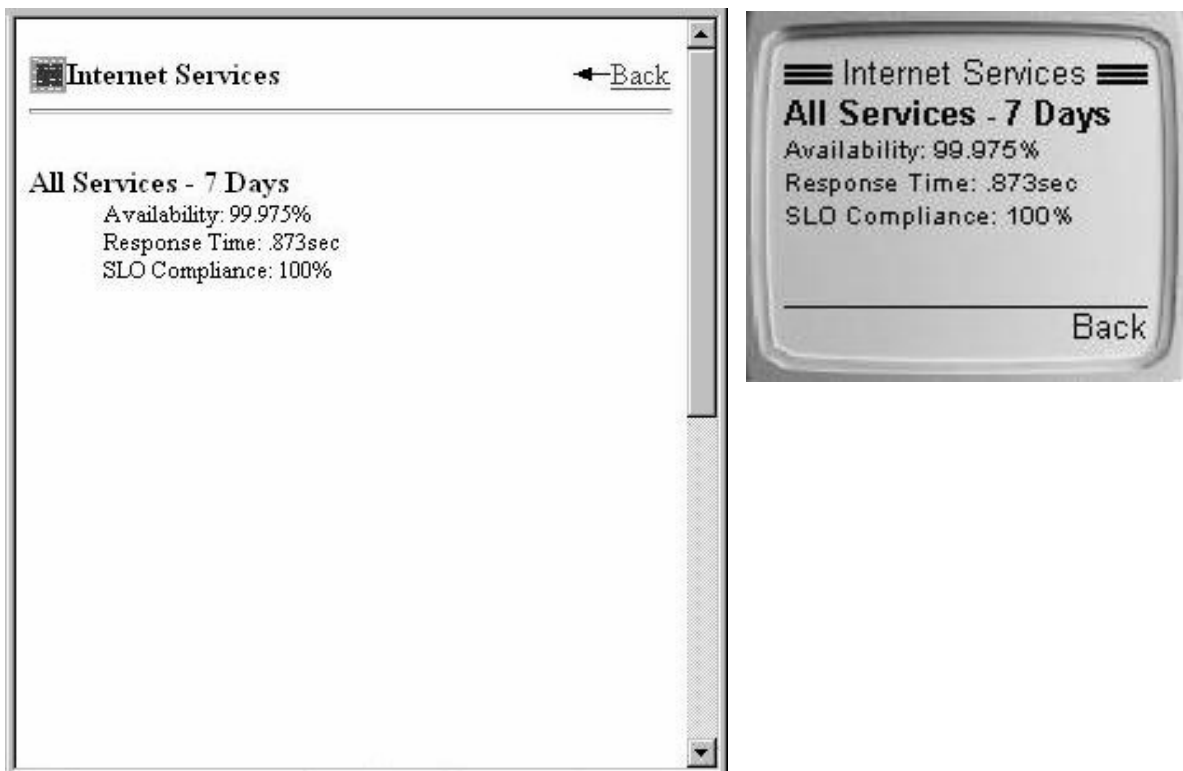 Internet Services
Back
All Services - 7 Days
Availability: 99.975%
Response Time: .873sec
SLO Compliance: 100%
Internet Services
All Services - 7 Days
Availability: 99.975%
Response Time: .873sec
SLO Compliance: 100%
Back